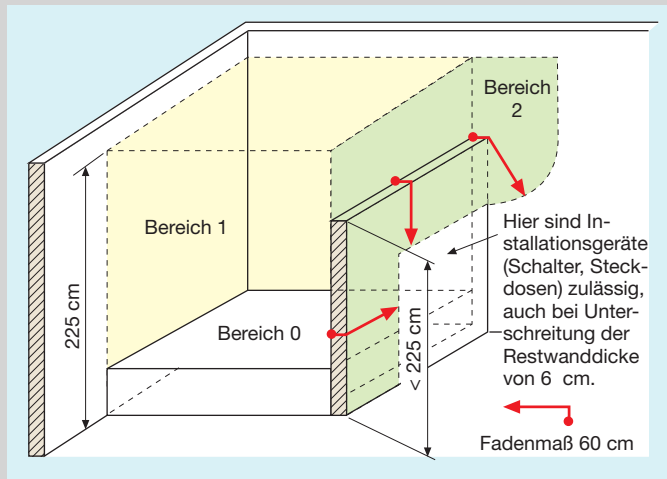 Bereich
2
Bereich 1
Bereich 0
225 cm
< 225 cm
Hier sind In-
stallationsgeräte
(Schalter, Steck-
dosen) zulässig,
auch bei Unter-
schreitung der
Restwanddicke
von 6 cm.
Fadenmaß 60 cm